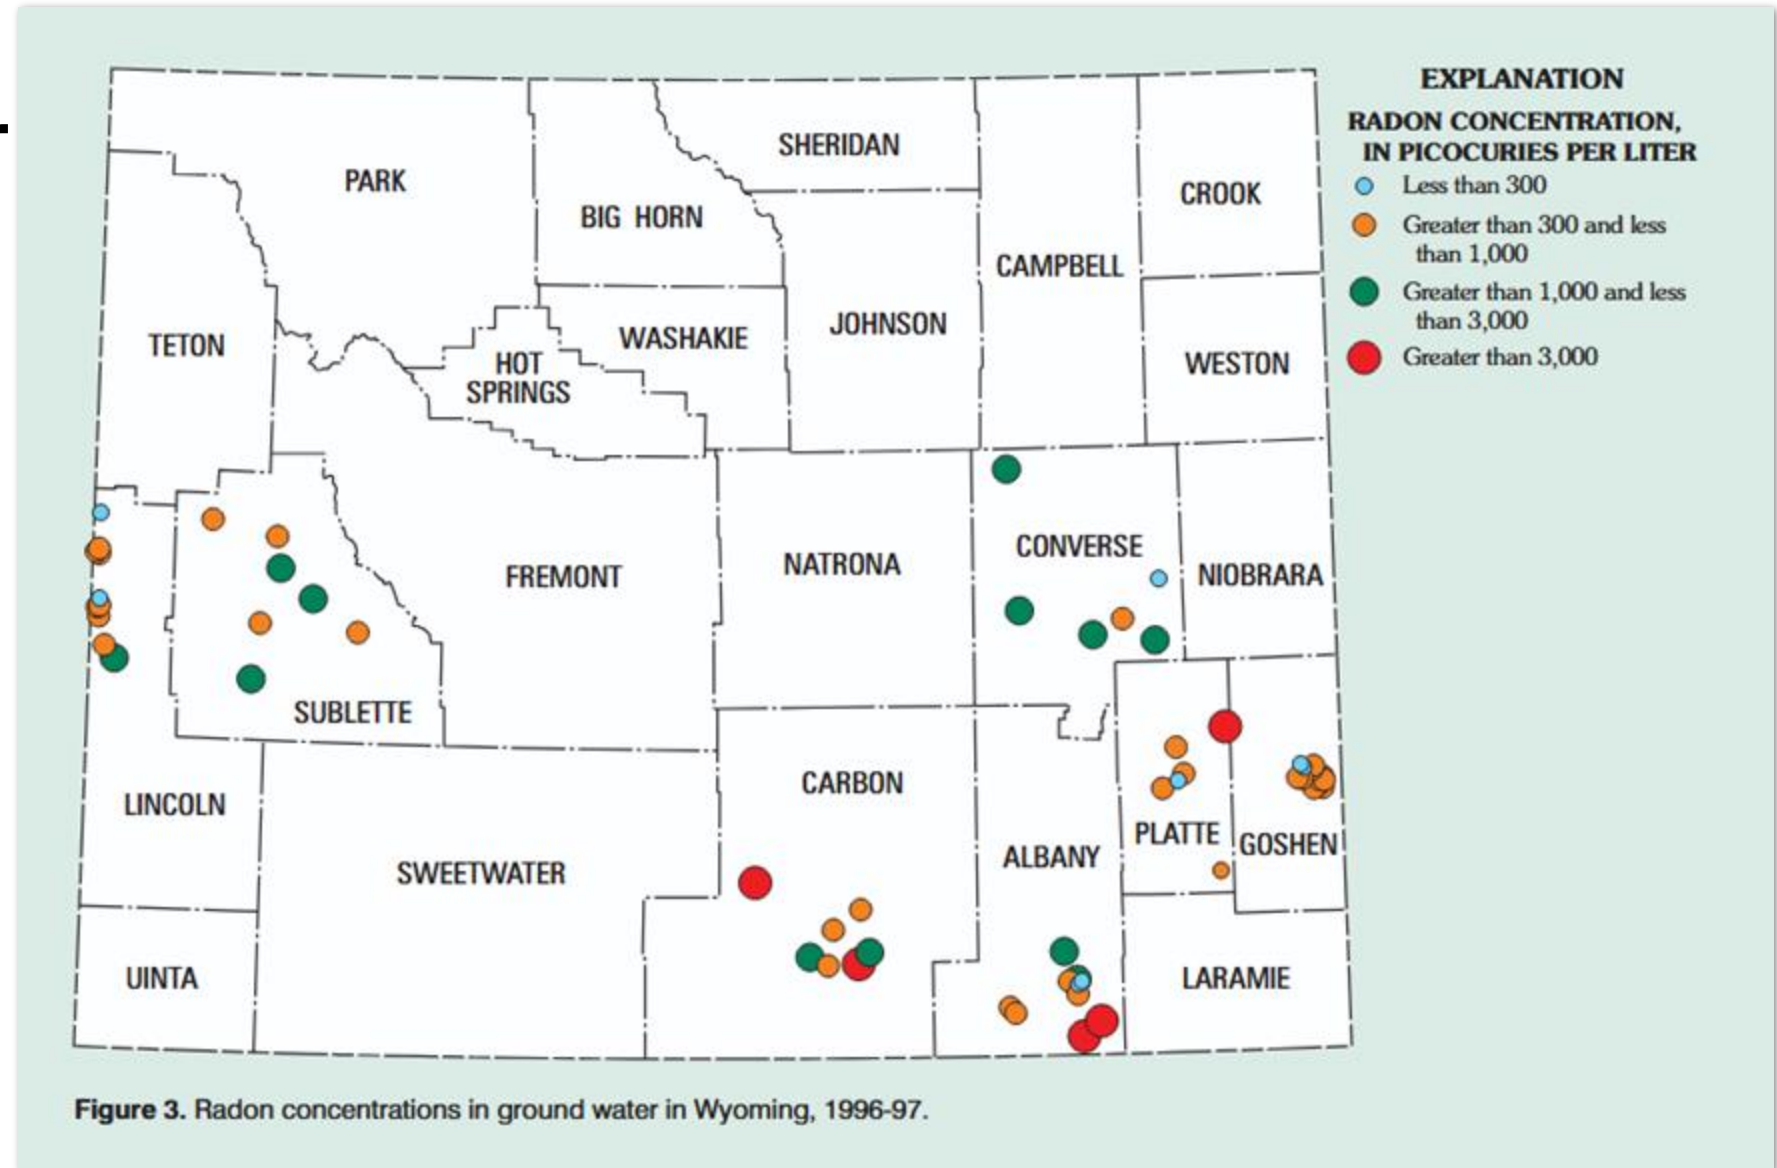 EXPLANATION
RADON CONCENTRATION,
IN PICOCURIES PER LITER
Less than 300
Greater than 300 and less
than 1,000
Greater than 1,000 and less
than 3,000
Greater than 3,000
SHERIDAN
PARK
CROOK
BIG HORN
CAMPBELL
JOHNSON
WASHAKIE
TETON
HOT
SPRINGS
WESTON
CONVERSE
NATRONA
NIOBRARA
FREMONT
SUBLETTE
CARBON
LINCOLN
PLATTE
GOSHEN
ALBANY
SWEETWATER
UINTA
LARAMIE
Figure 3. Radon concentrations in ground water in Wyoming, 1996-97.